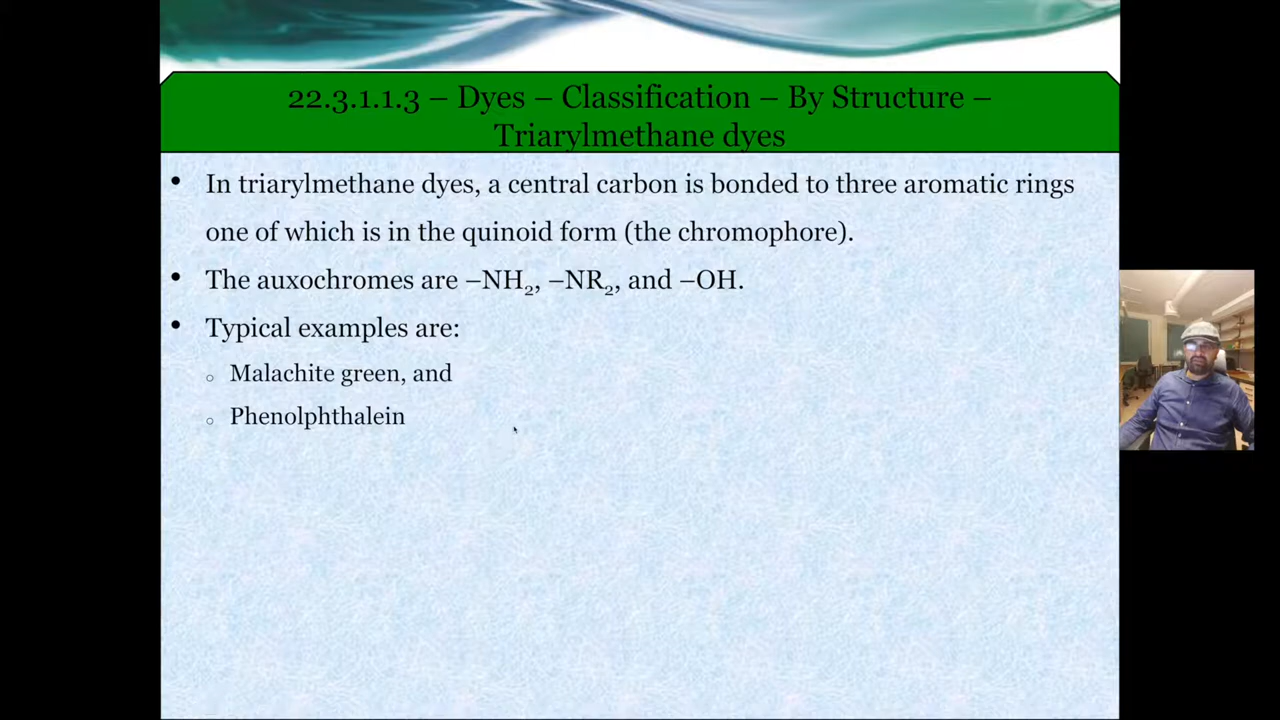 22.3.1.1.3 – Dyes – Classification – By Structure –
Triarylmethane dyes
• In triarylmethane dyes, a central carbon is bonded to three aromatic rings
one of which is in the quinoid form (the chromophore).
• The auxochromes are –NH₂, –NR₂, and –OH.
• Typical examples are:
○ Malachite green, and
○ Phenolphthalein